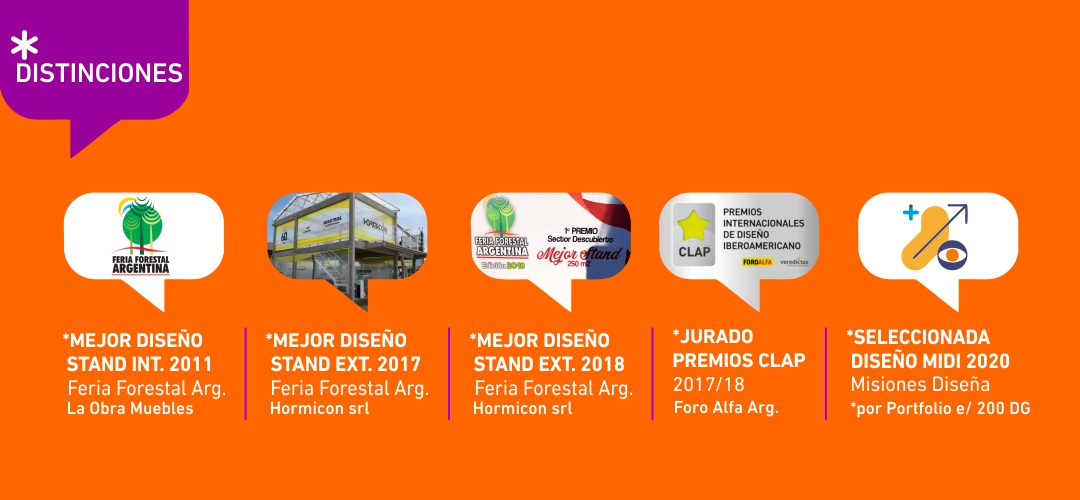 *
DISTINCIONES
FERIA FORESTAL
ARGENTINA
60
HORMICON
FERIA FORESTAL
ARGENTINA
Edición 2018
1º PREMIO
Sector Descubierto
Mejor Stand
250 m2
CLAP
PREMIOS
INTERNACIONALES
DE DISEÑO
IBEROAMERICANO
FOROALFA
veredictas
*MEJOR DISEÑO
STAND INT. 2011
Feria Forestal Arg.
La Obra Muebles
*MEJOR DISEÑO
STAND EXT. 2017
Feria Forestal Arg.
Hormicon srl
*MEJOR DISEÑO
STAND EXT. 2018
Feria Forestal Arg.
Hormicon srl
*JURADO
PREMIOS CLAP
2017/18
Foro Alfa Arg.
*SELECCIONADA
DISEÑO MIDI 2020
Misiones Diseña
*por Portfolio e/ 200 DG